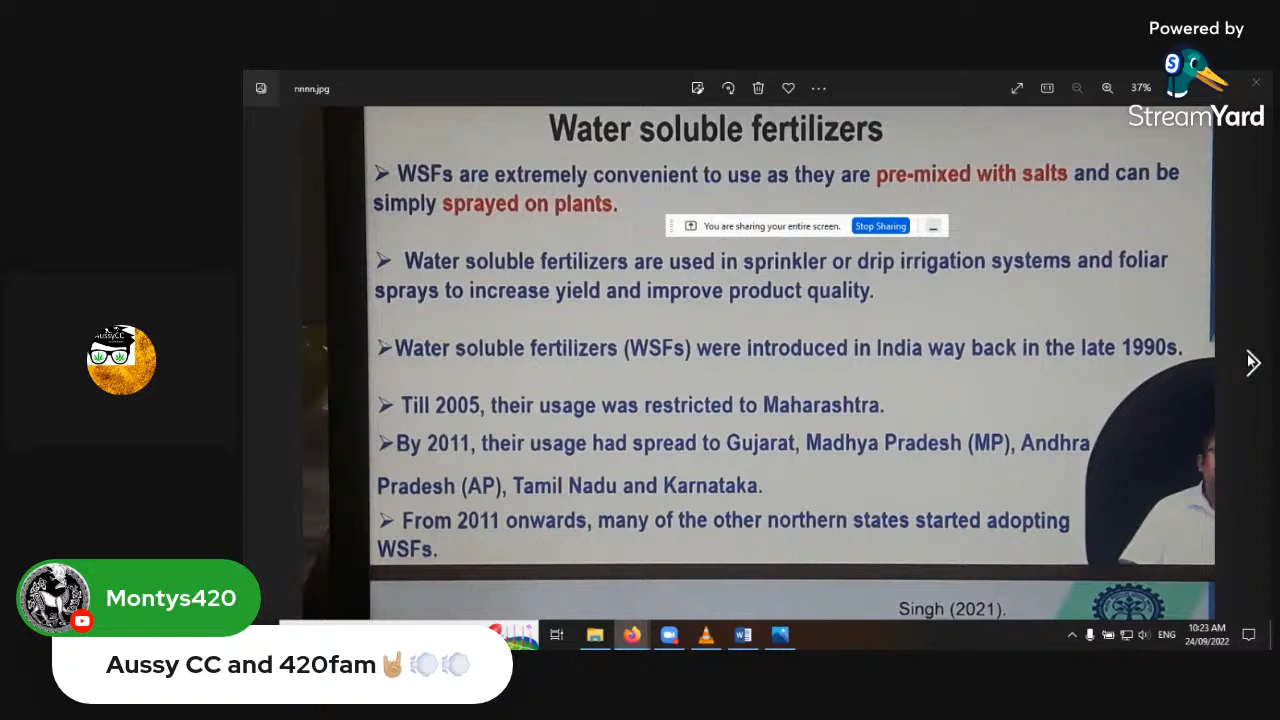 Powered by
StreamYard
nnnn.jpg
37%
Water soluble fertilizers
➢ WSFs are extremely convenient to use as they are pre-mixed with salts and can be
simply sprayed on plants.
You are sharing your entire screen. Stop Sharing
➢ Water soluble fertilizers are used in sprinkler or drip irrigation systems and foliar
sprays to increase yield and improve product quality.
➢Water soluble fertilizers (WSFs) were introduced in India way back in the late 1990s.
➢ Till 2005, their usage was restricted to Maharashtra.
➢By 2011, their usage had spread to Gujarat, Madhya Pradesh (MP), Andhra
Pradesh (AP), Tamil Nadu and Karnataka.
➢ From 2011 onwards, many of the other northern states started adopting
WSFs.
Singh (2021).
AussyCC
Montys420
Aussy CC and 420fam🤘🏼💨💨
ENG
10:23 AM
24/09/2022